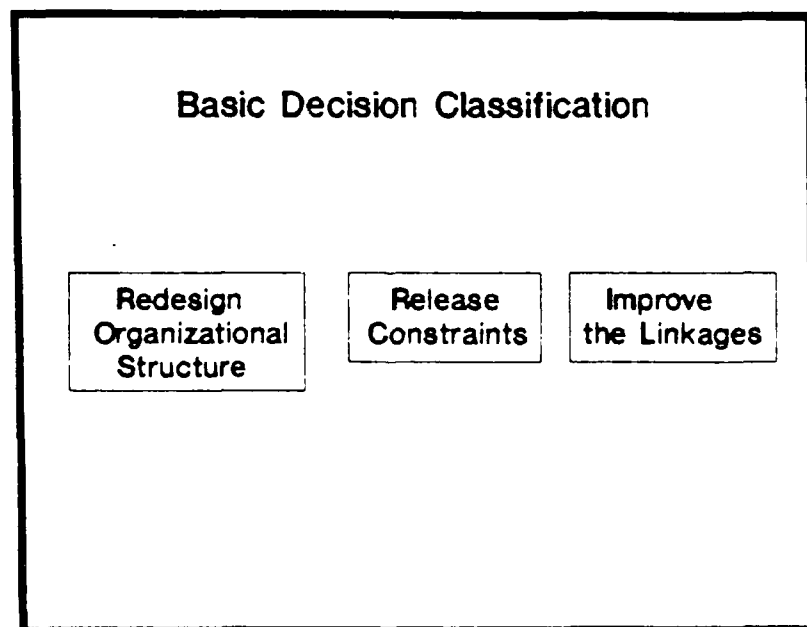 Basic Decision Classification
Redesign
Organizational
Structure
Release
Constraints
Improve
the Linkages